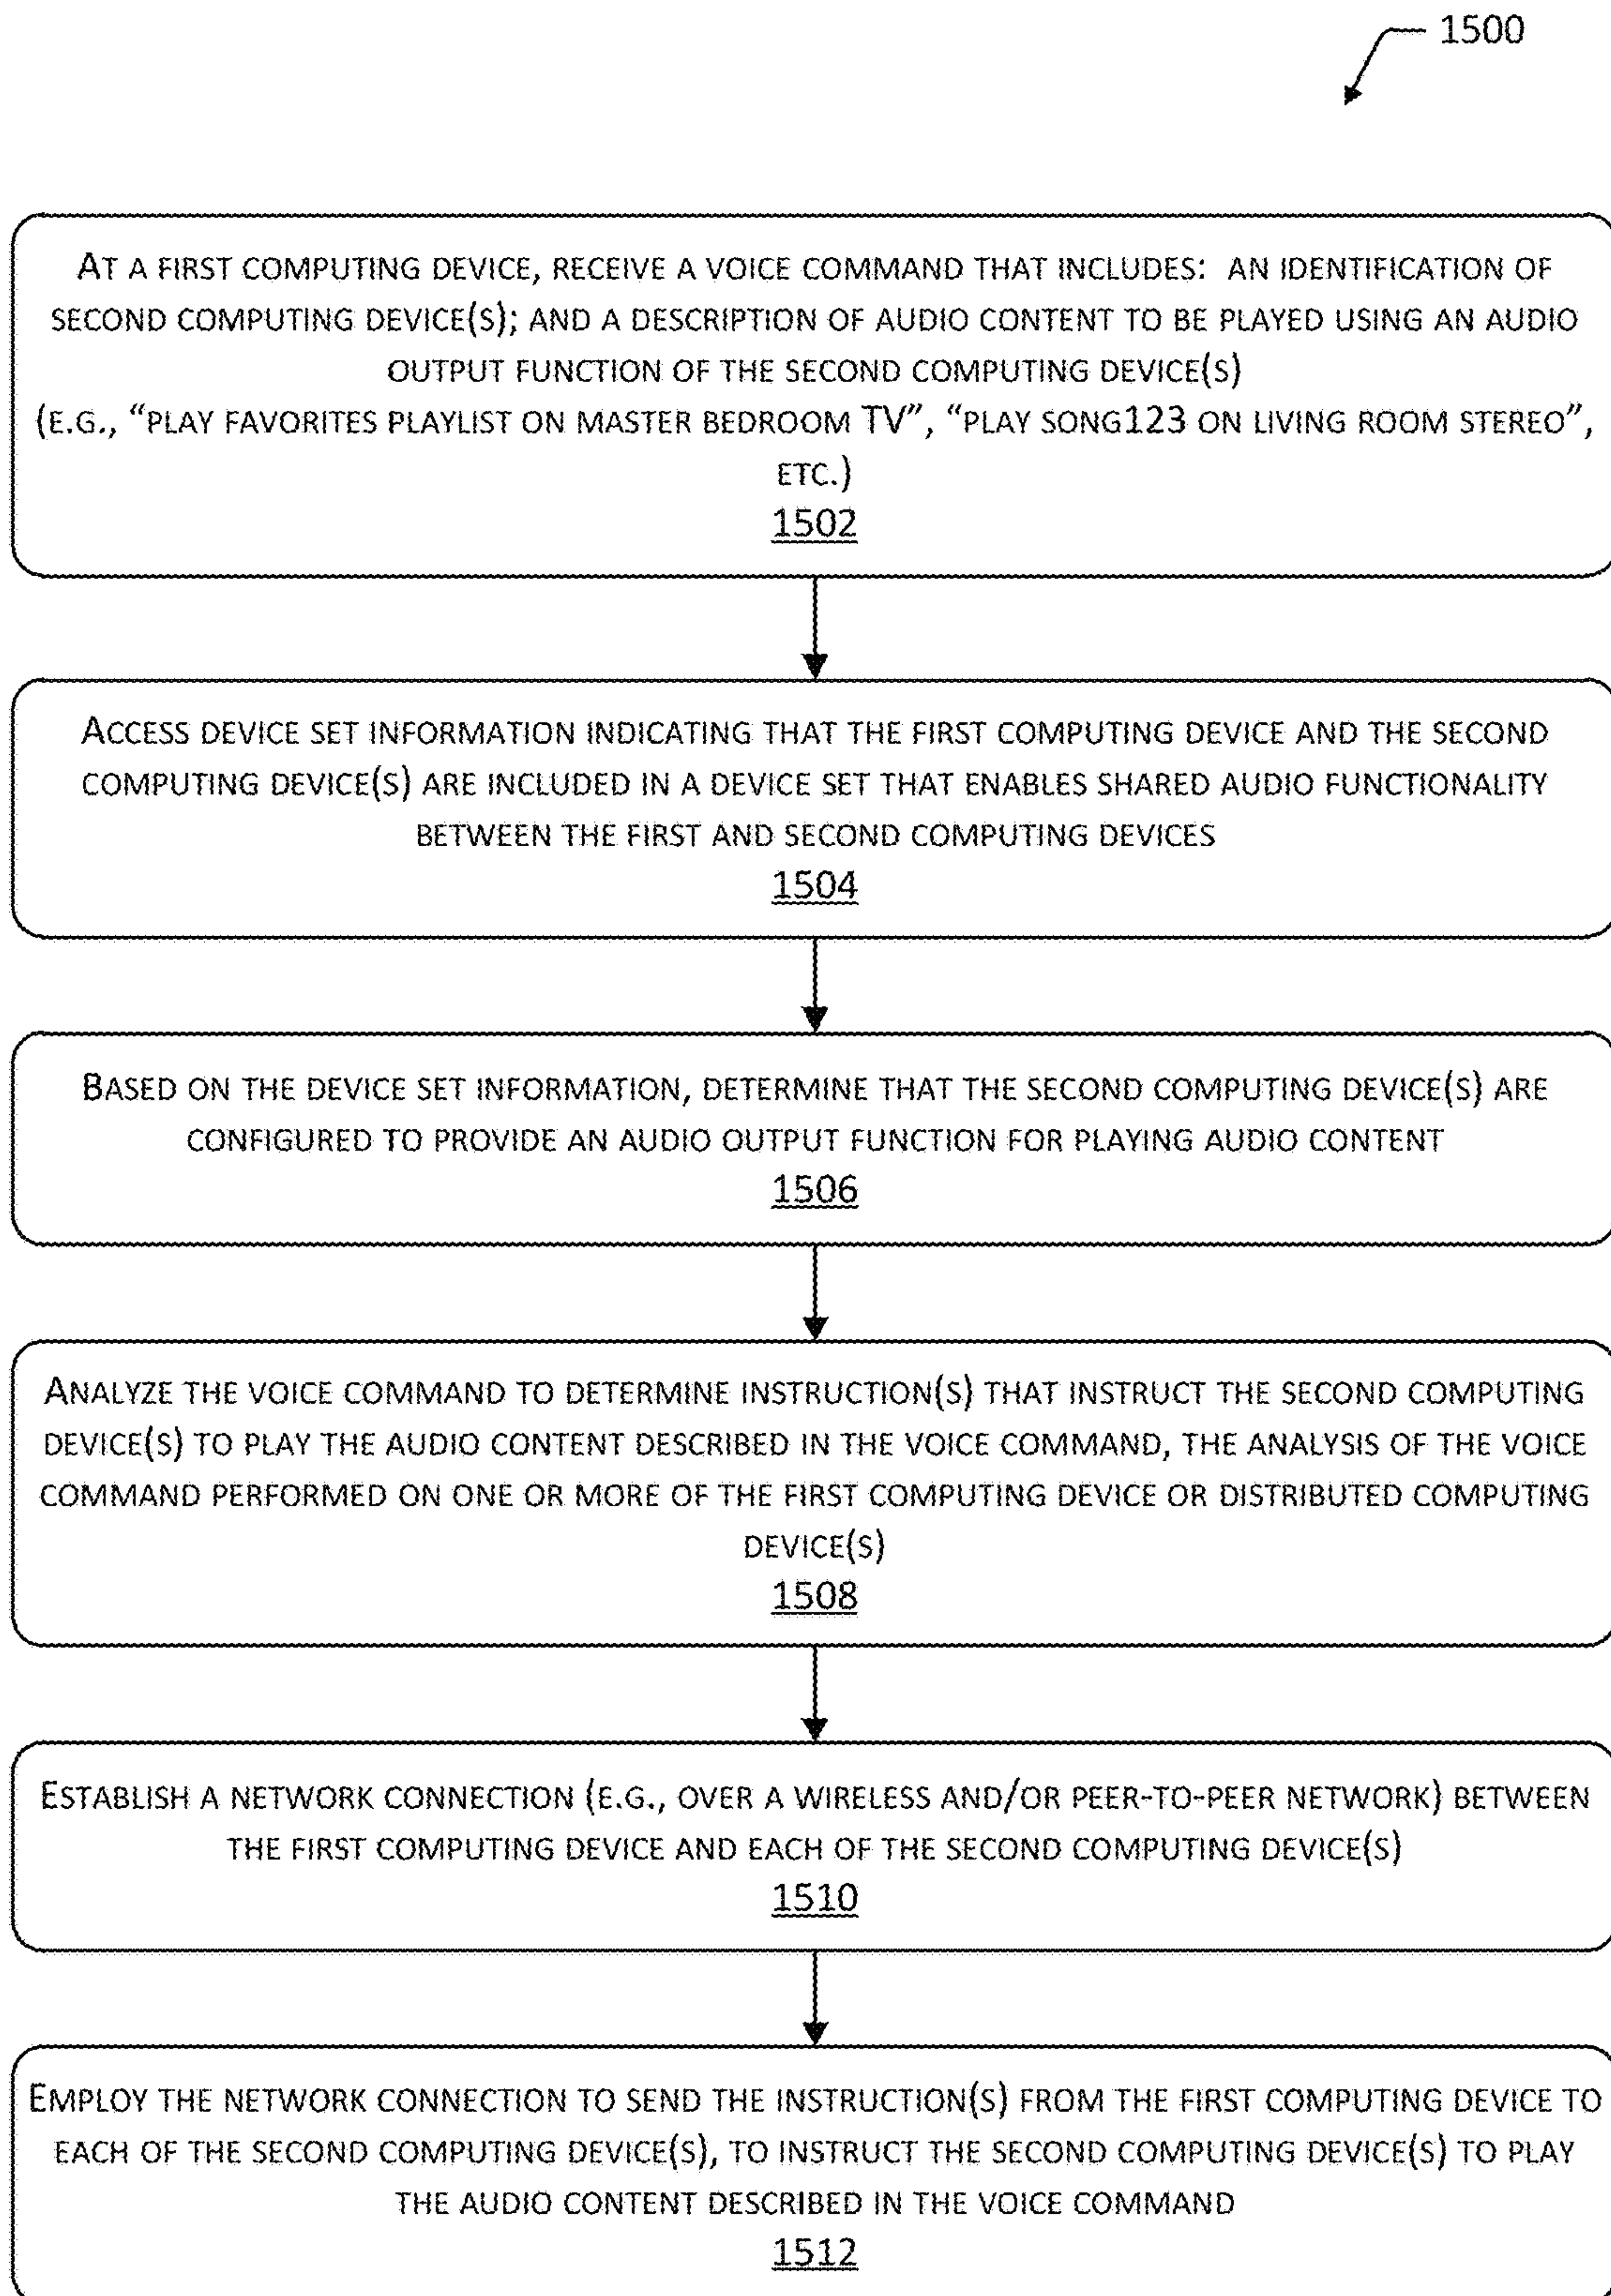 1500
At a first computing device, receive a voice command that includes: an identification of
second computing device(s); and a description of audio content to be played using an audio
output function of the second computing device(s)
(e.g., “play favorites playlist on master bedroom TV”, “play song123 on living room stereo”,
etc.)
1502
Access device set information indicating that the first computing device and the second
computing device(s) are included in a device set that enables shared audio functionality
between the first and second computing devices
1504
Based on the device set information, determine that the second computing device(s) are
configured to provide an audio output function for playing audio content
1506
Analyze the voice command to determine instruction(s) that instruct the second computing
device(s) to play the audio content described in the voice command, the analysis of the voice
command performed on one or more of the first computing device or distributed computing
device(s)
1508
Establish a network connection (e.g., over a wireless and/or peer-to-peer network) between
the first computing device and each of the second computing device(s)
1510
Employ the network connection to send the instruction(s) from the first computing device to
each of the second computing device(s), to instruct the second computing device(s) to play
the audio content described in the voice command
1512